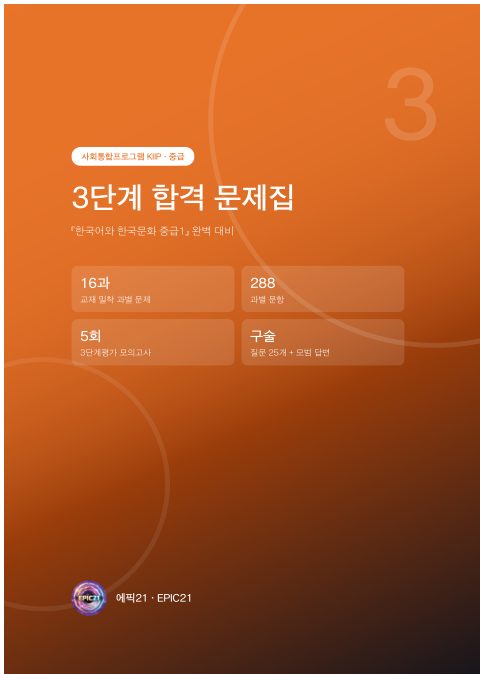 3
사회통합프로그램 KIIP · 중급
3단계 합격 문제집
『한국어와 한국문화 중급1』 완벽 대비
16과
교재 밀착 과별 문제
288
과별 문항
5회
3단계평가 모의고사
구술
질문 25개 + 모범 답변
EPIC21
에픽21 · EPIC21